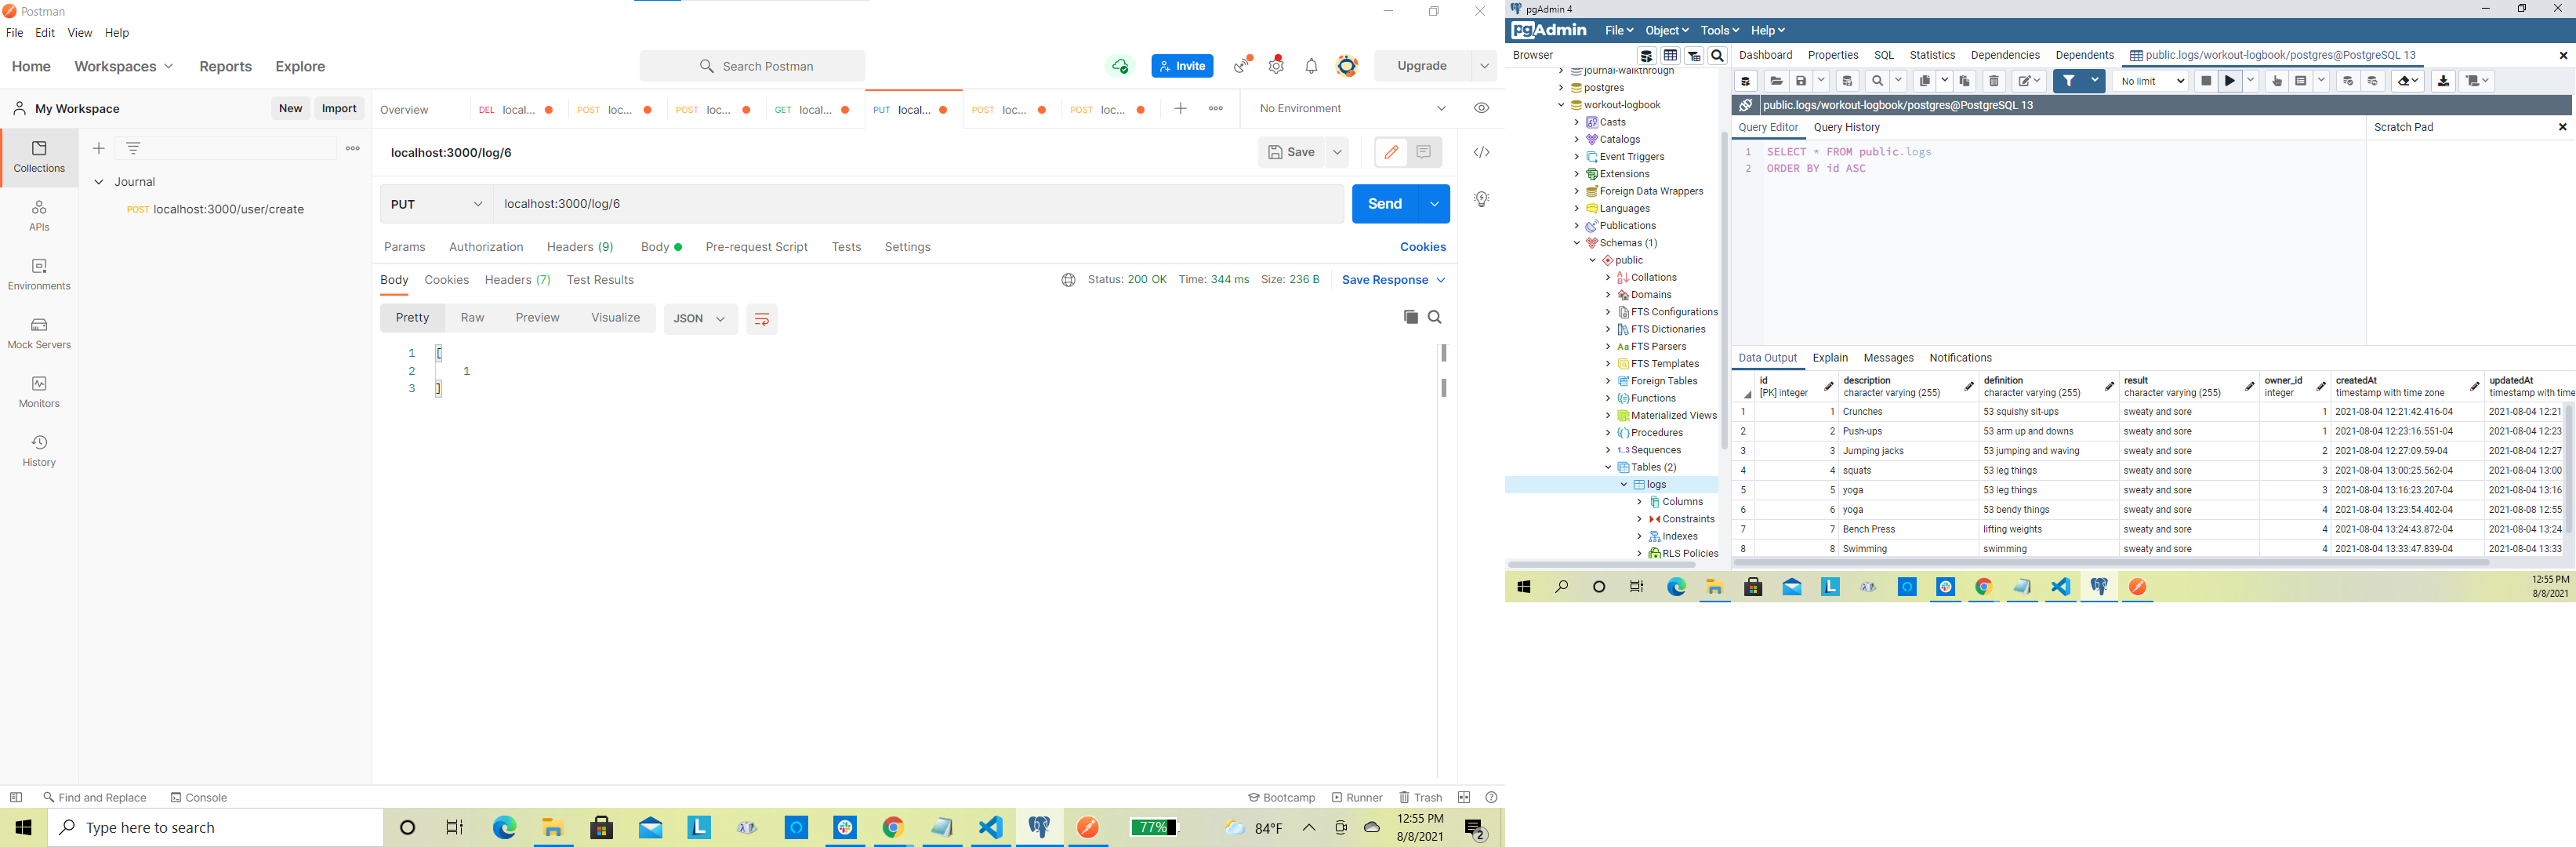 Postman
File Edit View Help
Home Workspaces Reports Explore
Search Postman
Invite
Upgrade
My Workspace
New Import
Overview
DEL local...
POST loc...
POST loc...
GET local...
PUT local...
POST loc...
POST loc...
No Environment
Collections
APIs
Environments
Mock Servers
Monitors
History
Journal
POST localhost:3000/user/create
localhost:3000/log/6
Save
PUT localhost:3000/log/6
Send
Params Authorization Headers (9) Body Pre-request Script Tests Settings Cookies
Body Cookies Headers (7) Test Results Status: 200 OK Time: 344 ms Size: 236 B Save Response
Pretty Raw Preview Visualize JSON
1 [
2 1
3 ]
Find and Replace Console
Bootcamp Runner Trash
Type here to search
77%
84°F
12:55 PM
8/8/2021
2
pgAdmin 4
pgAdmin File Object Tools Help
Browser
Dashboard Properties SQL Statistics Dependencies Dependents public.logs/workout-logbook/postgres@PostgreSQL 13
No limit
journal-walkthrough
postgres
workout-logbook
Casts
Catalogs
Event Triggers
Extensions
Foreign Data Wrappers
Languages
Publications
Schemas (1)
public
Collations
Domains
FTS Configurations
FTS Dictionaries
FTS Parsers
FTS Templates
Foreign Tables
Functions
Materialized Views
Procedures
Sequences
Tables (2)
logs
Columns
Constraints
Indexes
RLS Policies
public.logs/workout-logbook/postgres@PostgreSQL 13
Query Editor Query History Scratch Pad
1 SELECT * FROM public.logs
2 ORDER BY id ASC
Data Output Explain Messages Notifications
id description definition result owner_id createdAt updatedAt
[PK] integer character varying (255) character varying (255) character varying (255) integer timestamp with time zone timestamp with time
1 1 Crunches 53 squishy sit-ups sweaty and sore 1 2021-08-04 12:21:42.416-04 2021-08-04 12:21
2 2 Push-ups 53 arm up and downs sweaty and sore 1 2021-08-04 12:23:16.551-04 2021-08-04 12:23
3 3 Jumping jacks 53 jumping and waving sweaty and sore 2 2021-08-04 12:27:09.59-04 2021-08-04 12:27
4 4 squats 53 leg things sweaty and sore 3 2021-08-04 13:00:25.562-04 2021-08-04 13:00
5 5 yoga 53 leg things sweaty and sore 3 2021-08-04 13:16:23.207-04 2021-08-04 13:16
6 6 yoga 53 bendy things sweaty and sore 4 2021-08-04 13:23:54.402-04 2021-08-08 12:55
7 7 Bench Press lifting weights sweaty and sore 4 2021-08-04 13:24:43.872-04 2021-08-04 13:24
8 8 Swimming swimming sweaty and sore 4 2021-08-04 13:33:47.839-04 2021-08-04 13:33
12:55 PM
8/8/2021